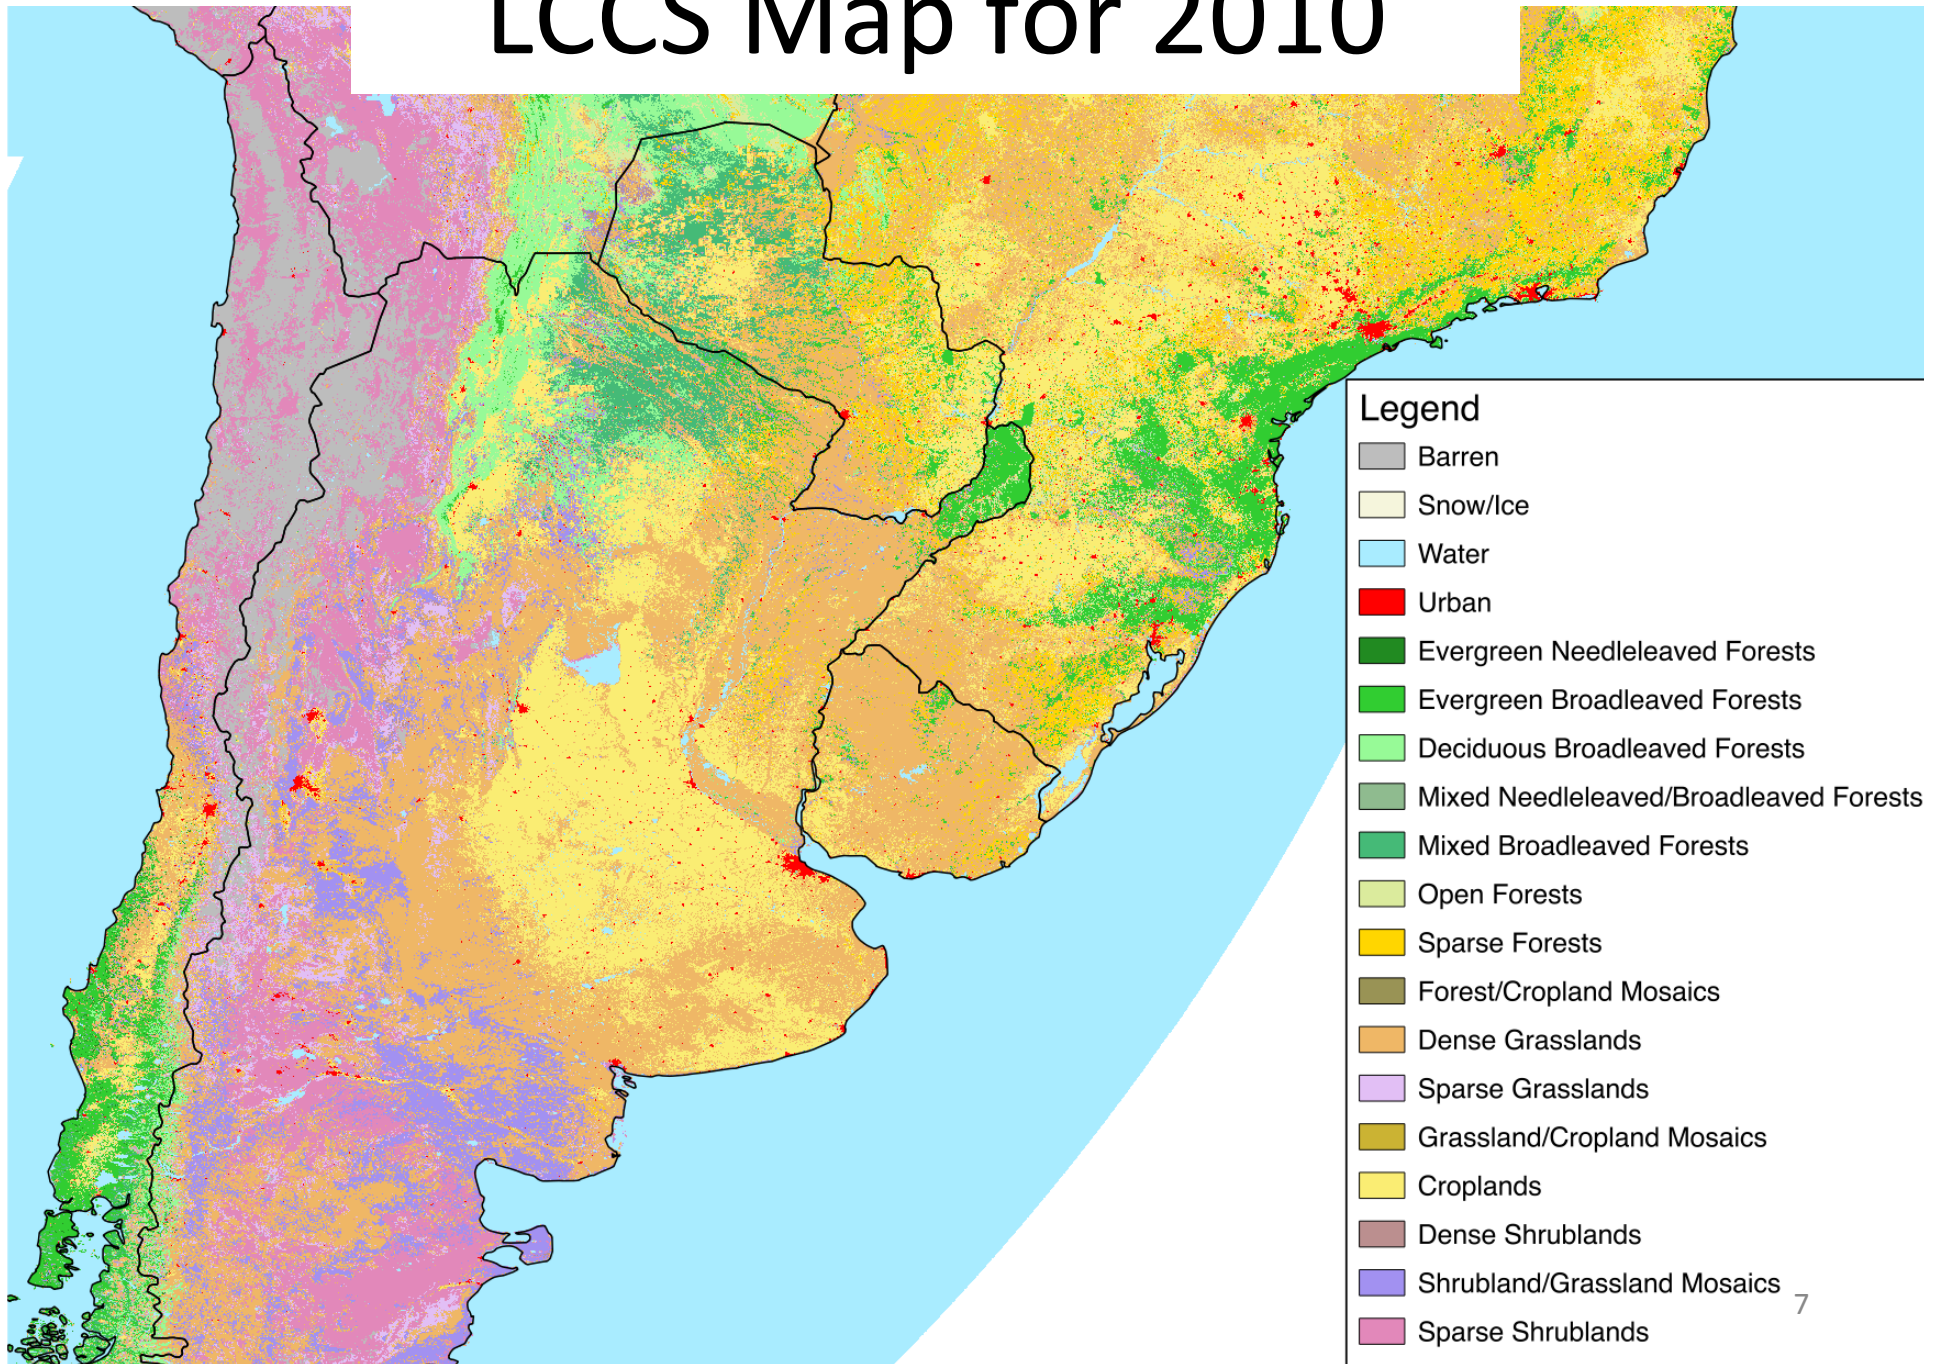 LCCS Map for 2010
Legend
Barren
Snow/Ice
Water
Urban
Evergreen Needleleaved Forests
Evergreen Broadleaved Forests
Deciduous Broadleaved Forests
Mixed Needleleaved/Broadleaved Forests
Mixed Broadleaved Forests
Open Forests
Sparse Forests
Forest/Cropland Mosaics
Dense Grasslands
Sparse Grasslands
Grassland/Cropland Mosaics
Croplands
Dense Shrublands
Shrubland/Grassland Mosaics
7
Sparse Shrublands